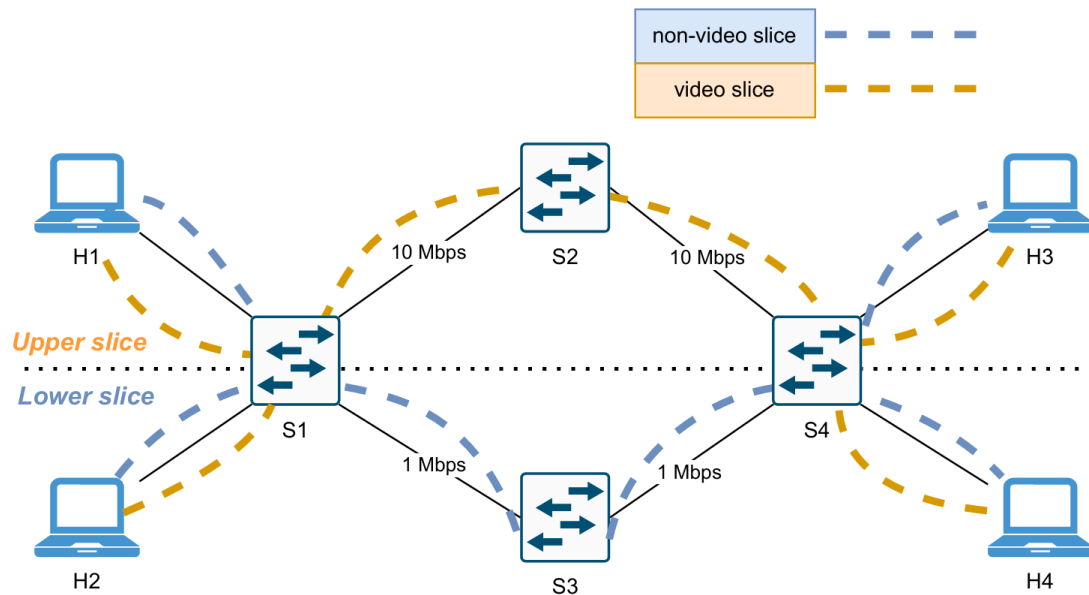 non-video slice
video slice
H1
10 Mbps
S2
10 Mbps
H3
Upper slice
Lower slice
S1
S4
1 Mbps
1 Mbps
H2
S3
H4